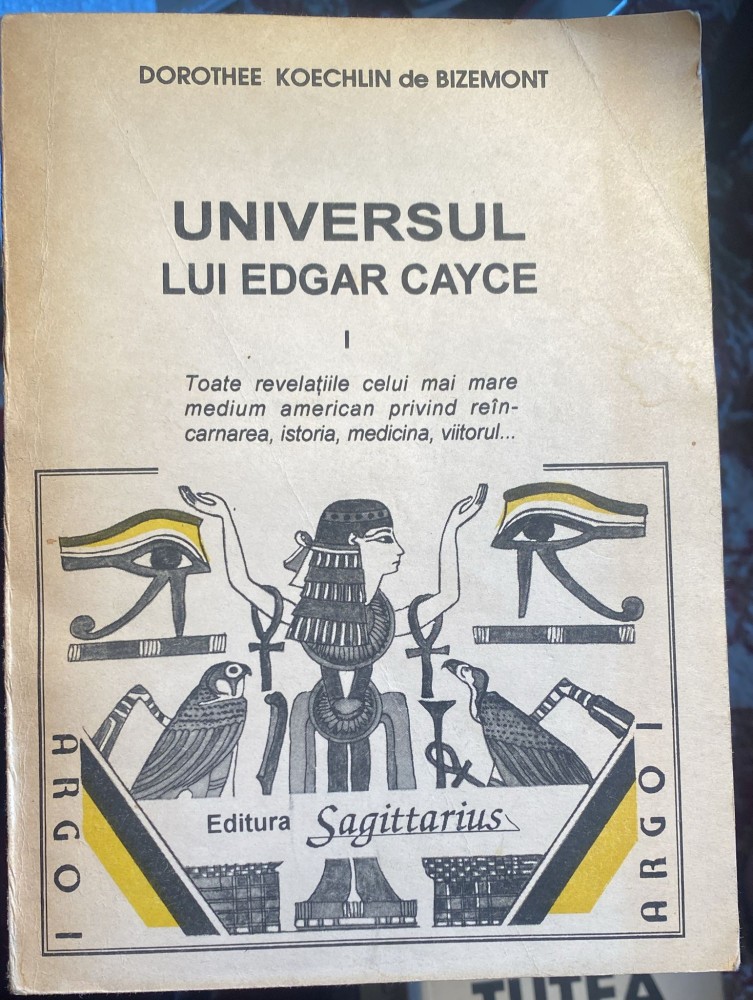 DOROTHEE KOECHLIN de BIZEMONT
UNIVERSUL
LUI EDGAR CAYCE
I
Toate revelațiile celui mai mare
medium american privind reîn-
carnarea, istoria, medicina, viitorul...
ARGO I
Editura Sagittarius
ARGO I
ȚUȚEA